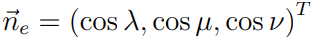 $\vec{n}_e = (\cos \lambda, \cos \mu, \cos \nu)^T$